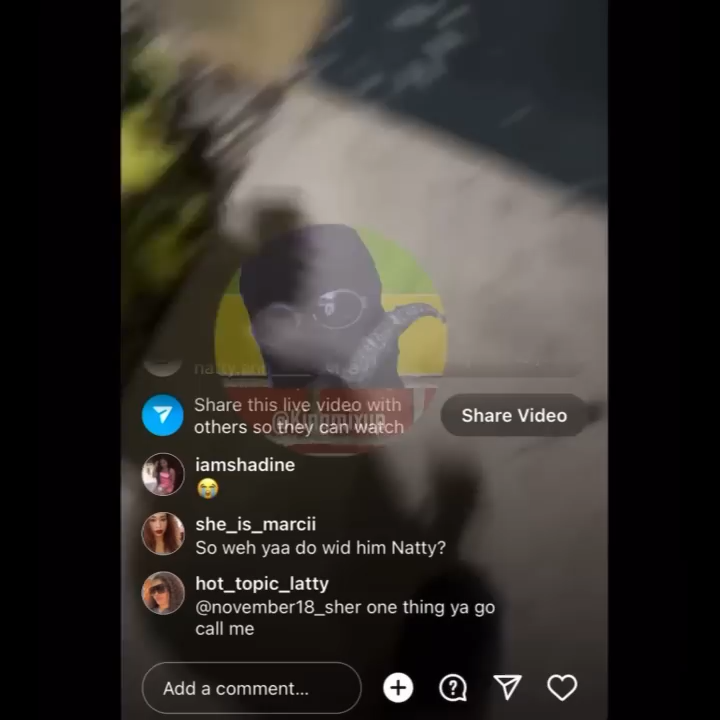 Share this live video with
others so they can watch
Share Video
@Kingmixup
iamshadine
she_is_marcii
So weh yaa do wid him Natty?
hot_topic_latty
@november18_sher one thing ya go
call me
Add a comment...